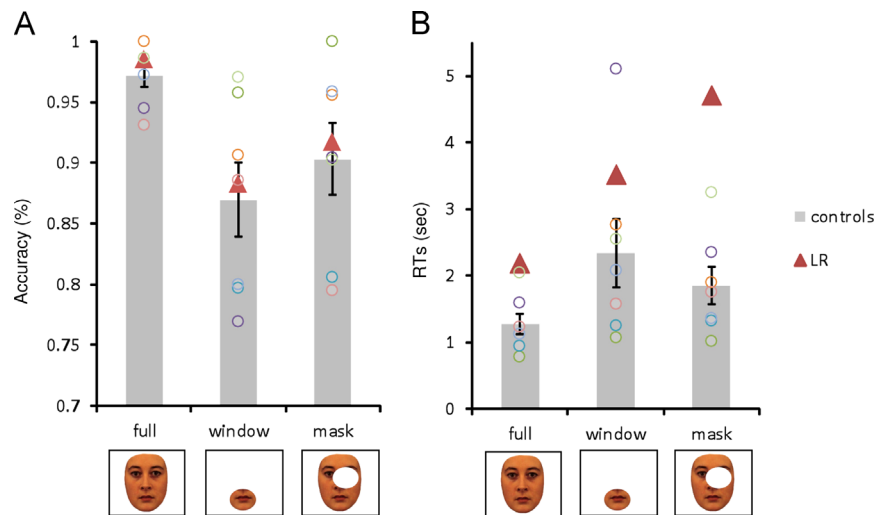 A
Accuracy (%)
1
0.95
0.9
0.85
0.8
0.75
0.7
full window mask
B
RTs (sec)
5
4
3
2
1
0
full window mask
controls
LR